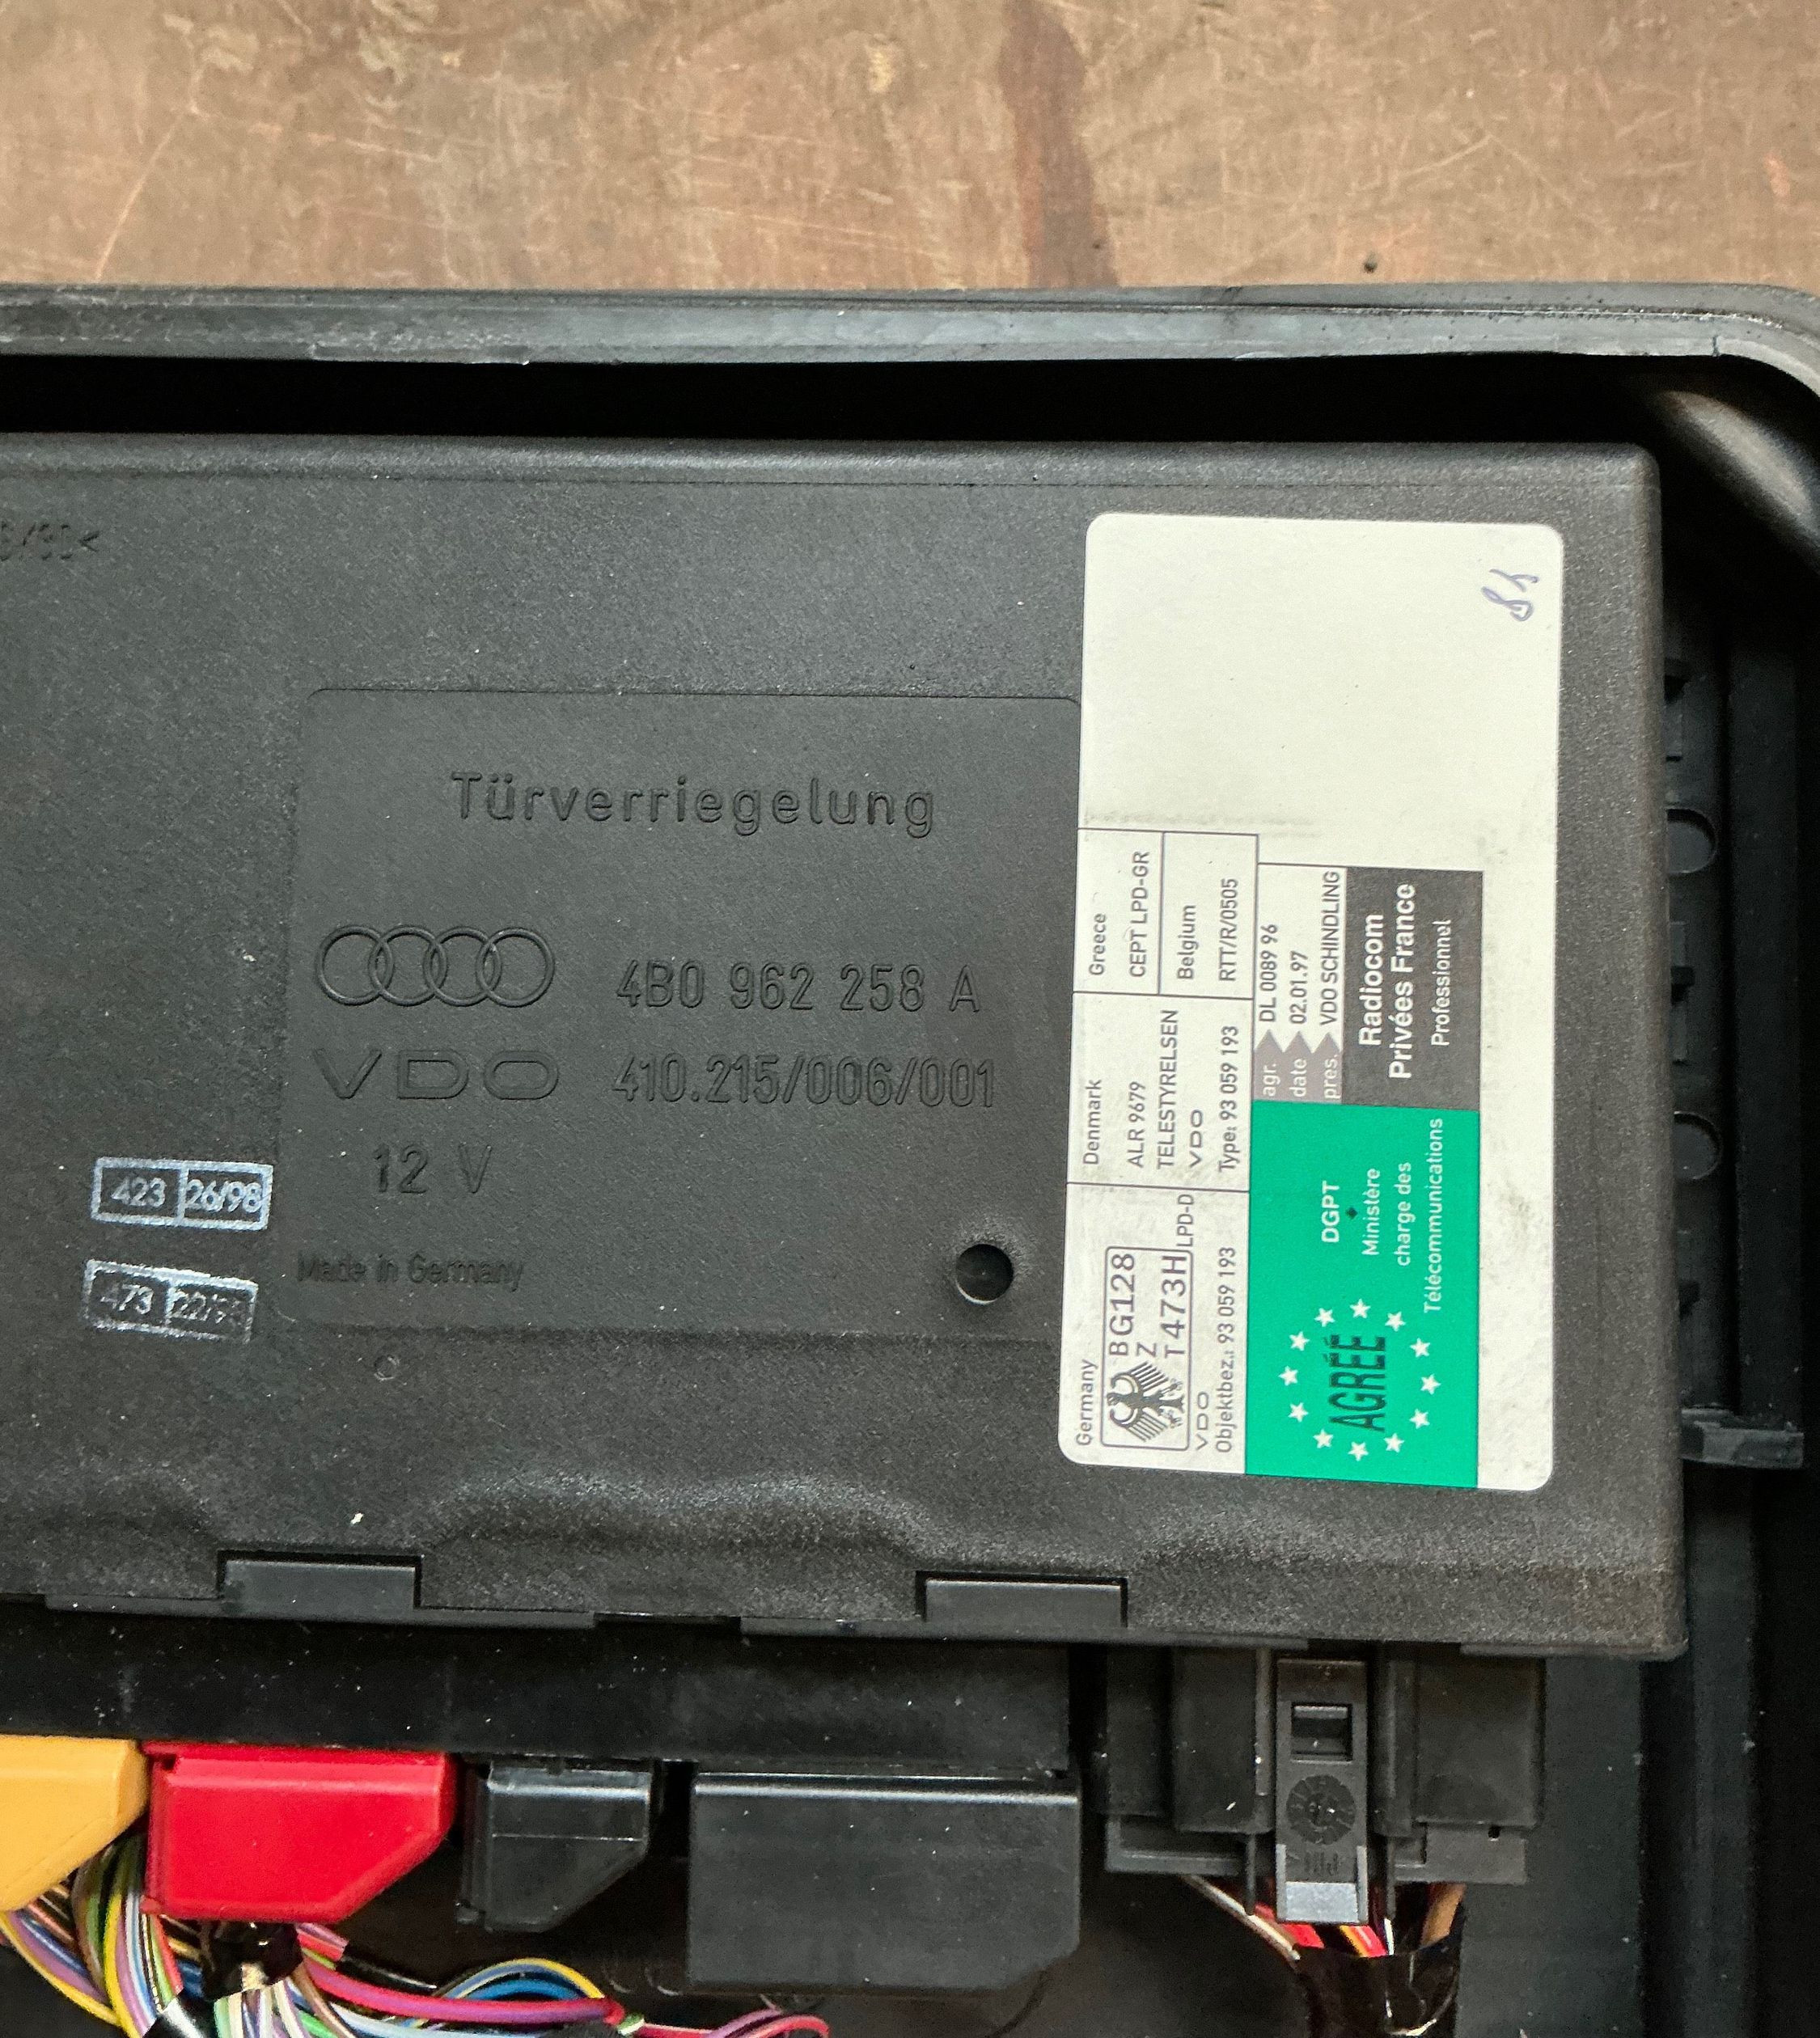 Türverriegelung
4B0 962 258 A
VDO 410.215/006/001
12 V
Made in Germany
423 26/98
473
Germany
BG128
Z
T 473H
LPD-D
VDO
Objektbez.: 93 059 193
Denmark
ALR 9679
TELESTYRELSEN
VDO
Type: 93 059 193
Greece
CEPT LPD-GR
Belgium
RTT/R/0505
agr. DL 0089 96
date 02.01.97
pres. VDO SCHINDLING
Radiocom
Privées France
Professionnel
DGPT
Ministère
charge des
Télécommunications
AGRÉÉ